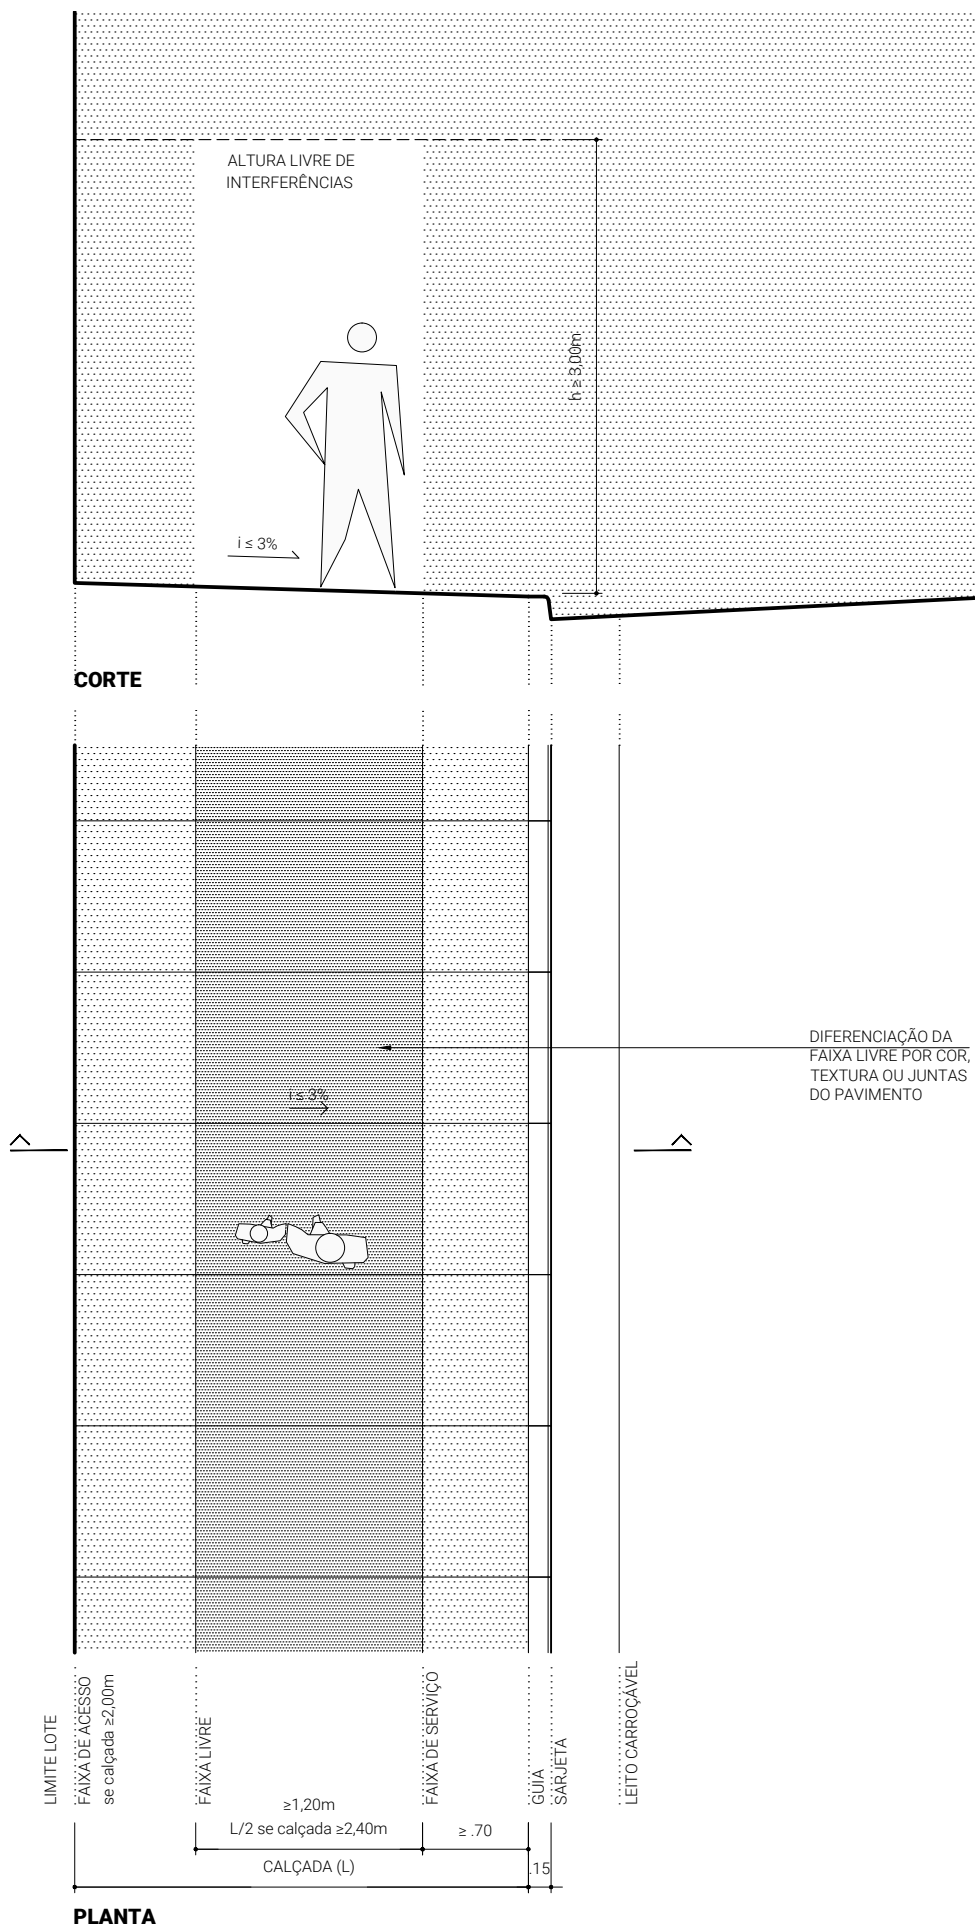 ALTURA LIVRE DE
INTERFERÊNCIAS
h ≥ 3,00m
i ≤ 3%
CORTE
DIFERENCIAÇÃO DA
FAIXA LIVRE POR COR,
TEXTURA OU JUNTAS
DO PAVIMENTO
i ≤ 3%
LIMITE LOTE
FAIXA DE ACESSO
se calçada ≥2,00m
FAIXA LIVRE
FAIXA DE SERVIÇO
GUIA
SARJETA
LEITO CARROÇÁVEL
≥1,20m
L/2 se calçada ≥2,40m
≥ .70
CALÇADA (L)
.15
PLANTA